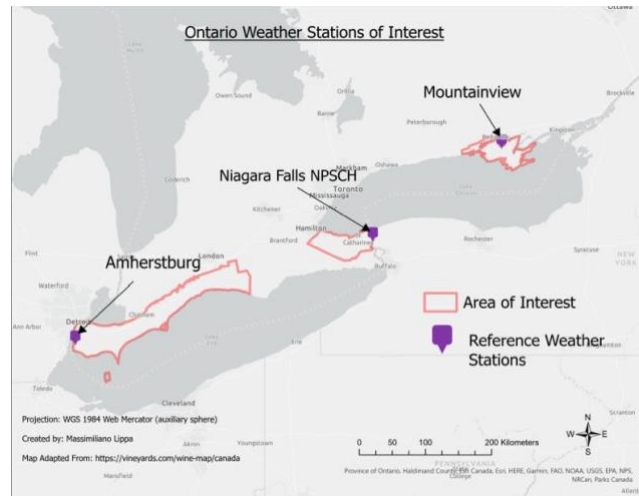 Ontario Weather Stations of Interest
Ottawa
Owen Sound
Orillia
Barrie
Peterborough
Brockville
Kingston
Mountainview
Niagara Falls NPSCH
Markham
Oshawa
Toronto
Mississauga
Oakville
Kitchener
Hamilton
Brantford
Catharines
Rochester
Syracuse
NEW
YORK
Buffalo
Goderich
London
Flint
Amherstburg
Waterford
Chatham
Detroit
Ann Arbor
Toledo
Erie
Cleveland
Area of Interest
Reference Weather
Stations
Binghamton
Scranton
Akron
Youngstown
Mansfield
PENNSYLVANIA
Projection: WGS 1984 Web Mercator (auxiliary sphere)
Created by: Massimiliano Lippa
Map Adapted From: https://vineyards.com/wine-map/canada
0 25 50 100 150 200 Kilometers
N
W E
S
Province of Ontario, Haldimand County, Esri Canada, Esri, HERE, Garmin, FAO, NOAA, USGS, EPA, NPS,
NRCan, Parks Canada